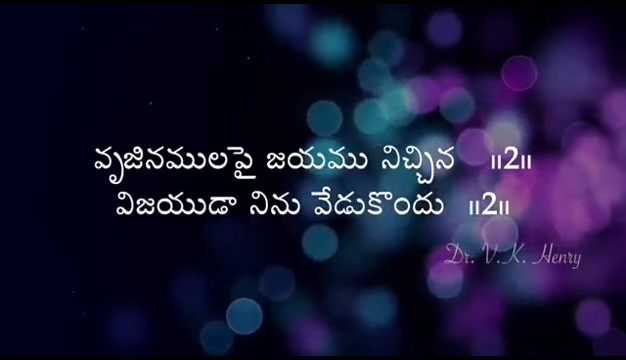 వృజినములపై జయము నిచ్చిన ॥2॥
విజయుడా నిను వేడుకొందు ॥2॥
Dr. V.K. Henry